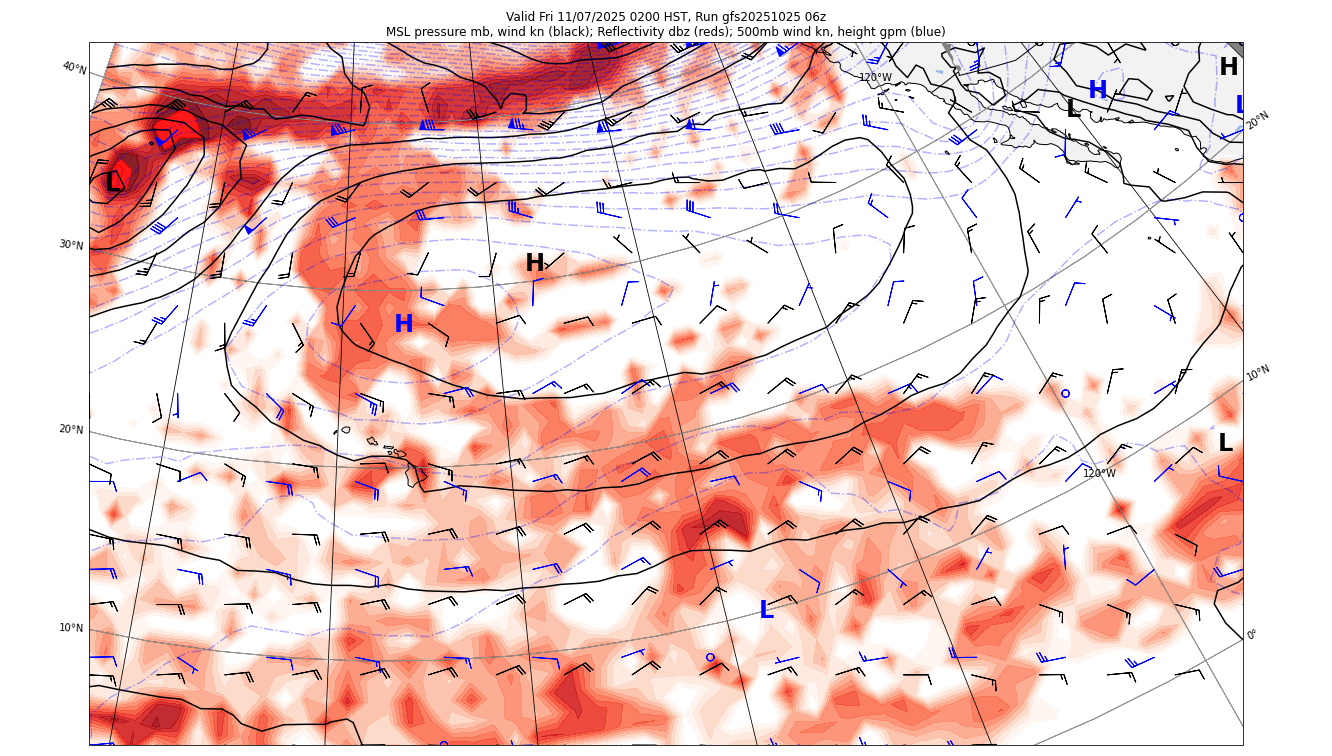 Valid Fri 11/07/2025 0200 HST, Run gfs20251025 06z
MSL pressure mb, wind kn (black); Reflectivity dbz (reds); 500mb wind kn, height gpm (blue)
40°N
120°W
H
H
L
L
20°N
L
30°N
H
H
10°N
20°N
L
120°W
L
10°N
0°